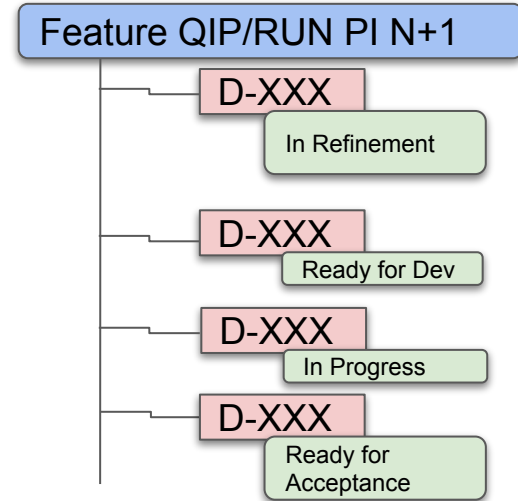 Feature QIP/RUN PI N+1
D-XXX
In Refinement
D-XXX
Ready for Dev
D-XXX
In Progress
D-XXX
Ready for
Acceptance